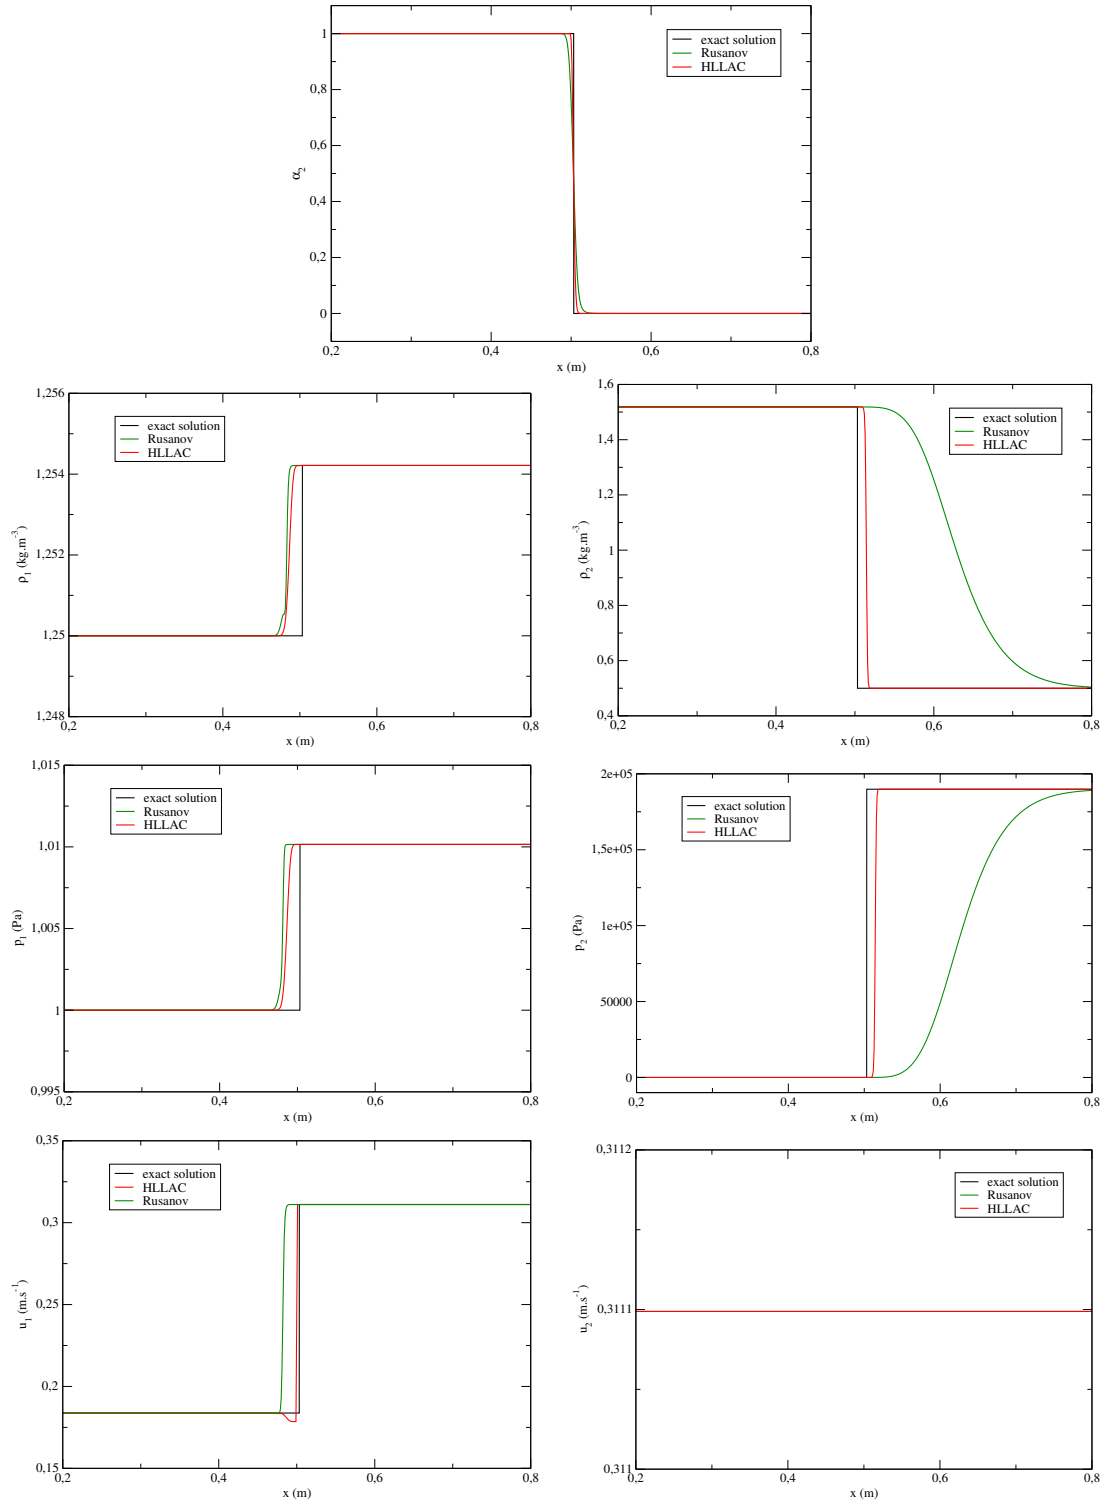 exact solution
Rusanov
HLLAC
1
0,8
0,6
0,4
0,2
0
α2
0,2
0,4
0,6
0,8
x (m)
1,256
1,254
1,252
1,25
1,248
ρ1 (kg.m-3)
exact solution
Rusanov
HLLAC
0,2
0,4
0,6
0,8
x (m)
1,6
1,4
1,2
1
0,8
0,6
0,4
ρ2 (kg.m-3)
exact solution
Rusanov
HLLAC
0,2
0,4
0,6
0,8
x (m)
1,015
1,01
1,005
1
0,995
p1 (Pa)
exact solution
Rusanov
HLLAC
0,2
0,4
0,6
0,8
x (m)
2e+05
1,5e+05
1e+05
50000
0
p2 (Pa)
exact solution
Rusanov
HLLAC
0,2
0,4
0,6
0,8
x (m)
0,35
0,3
0,25
0,2
0,15
u1 (m.s-1)
exact solution
HLLAC
Rusanov
0,2
0,4
0,6
0,8
x (m)
0,3112
0,3111
0,311
u2 (m.s-1)
exact solution
Rusanov
HLLAC
0,2
0,4
0,6
0,8
x (m)